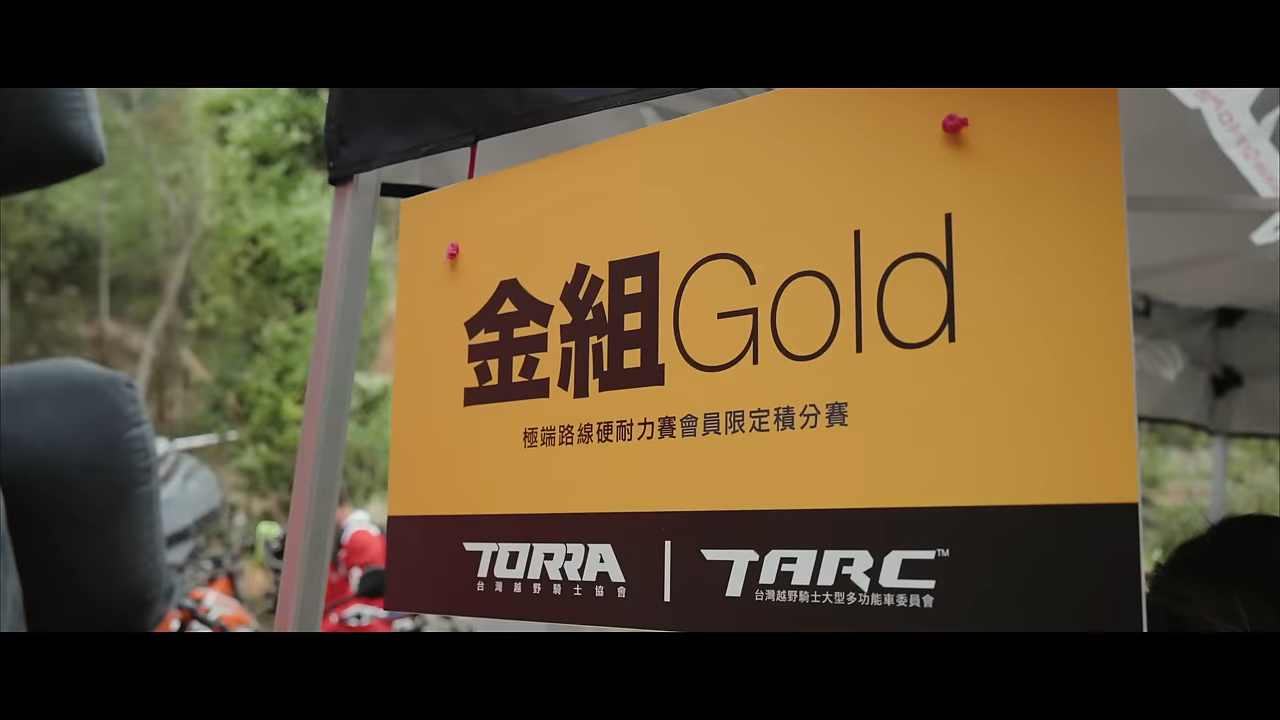 金組Gold
極端路線硬耐力賽會員限定積分賽
TORRA
台灣越野騎士協會
TARC™
台灣越野騎士大型多功能車委員會